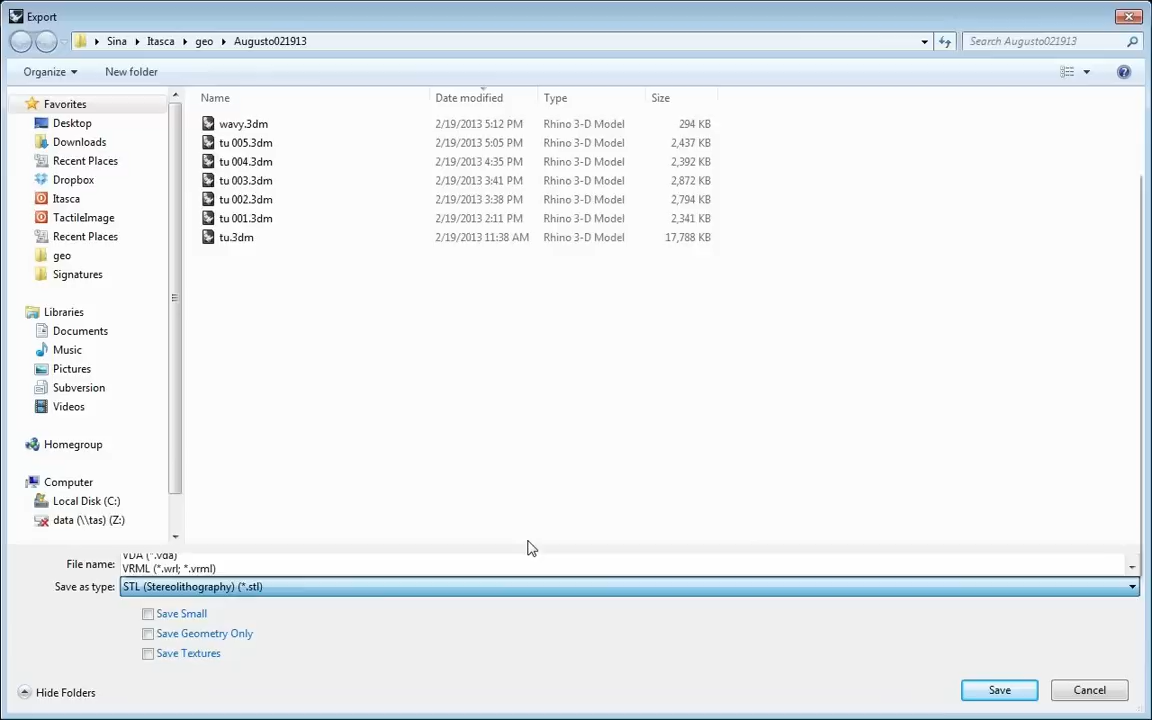 Export
Sina Itasca geo Augusto021913
Search Augusto021913
Organize New folder
Name Date modified Type Size
Favorites
Desktop
Downloads
Recent Places
Dropbox
Itasca
TactileImage
Recent Places
geo
Signatures
Libraries
Documents
Music
Pictures
Subversion
Videos
Homegroup
Computer
Local Disk (C:)
data (\\tas) (Z:)
wavy.3dm 2/19/2013 5:12 PM Rhino 3-D Model 294 KB
tu 005.3dm 2/19/2013 5:05 PM Rhino 3-D Model 2,437 KB
tu 004.3dm 2/19/2013 4:35 PM Rhino 3-D Model 2,392 KB
tu 003.3dm 2/19/2013 3:41 PM Rhino 3-D Model 2,872 KB
tu 002.3dm 2/19/2013 3:38 PM Rhino 3-D Model 2,794 KB
tu 001.3dm 2/19/2013 2:11 PM Rhino 3-D Model 2,341 KB
tu.3dm 2/19/2013 11:38 AM Rhino 3-D Model 17,788 KB
VDA (*.vda)
File name: VRML (*.wrl; *.vrml)
Save as type: STL (Stereolithography) (*.stl)
Save Small
Save Geometry Only
Save Textures
Hide Folders
Save Cancel